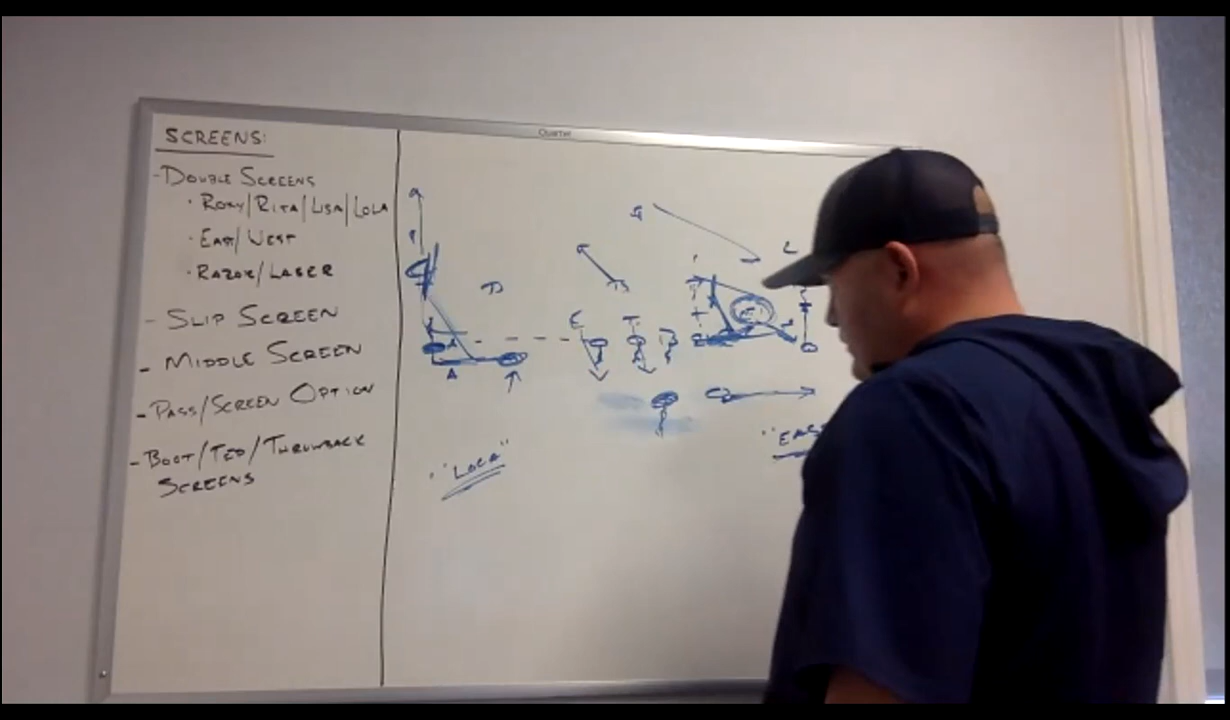 SCREENS:
- DOUBLE SCREENS
· ROXY/RITA/LISA/LOLA
· EAST/WEST
· RAZOR/LASER
- SLIP SCREEN
- MIDDLE SCREEN
- PASS/SCREEN OPTION
- BOOT/TED/THROWBACK
SCREENS
Quartet
E T
A
"LOLA"